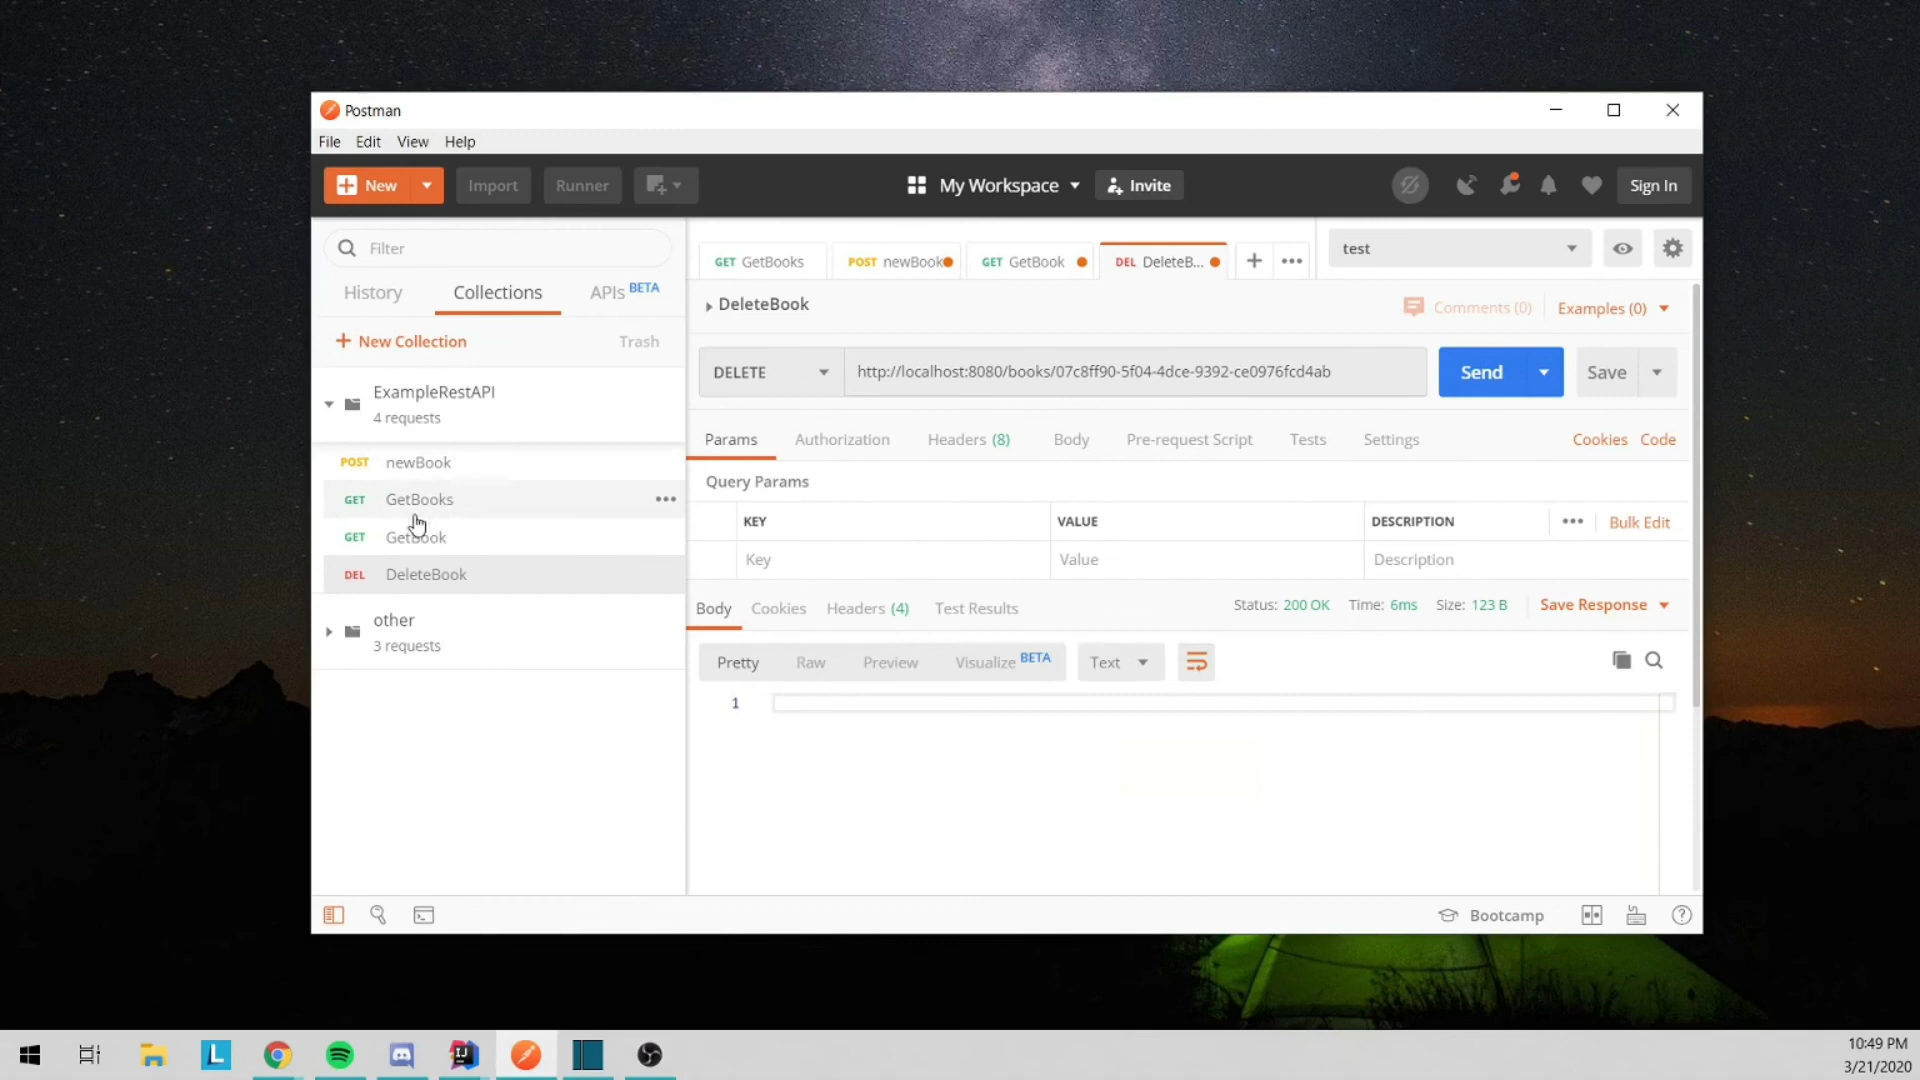 Postman
File Edit View Help
New Import Runner My Workspace Invite Sign In
Filter
History Collections APIs BETA
+ New Collection Trash
ExampleRestAPI
4 requests
POST newBook
GET GetBooks
GET GetBook
DEL DeleteBook
other
3 requests
GET GetBooks POST newBook GET GetBook DEL DeleteB... + ••• test
DeleteBook Comments (0) Examples (0)
DELETE http://localhost:8080/books/07c8ff90-5f04-4dce-9392-ce0976fcd4ab Send Save
Params Authorization Headers (8) Body Pre-request Script Tests Settings Cookies Code
Query Params
KEY VALUE DESCRIPTION ••• Bulk Edit
Key Value Description
Body Cookies Headers (4) Test Results Status: 200 OK Time: 6ms Size: 123 B Save Response
Pretty Raw Preview Visualize BETA Text
1
Bootcamp
L
IJ
10:49 PM
3/21/2020